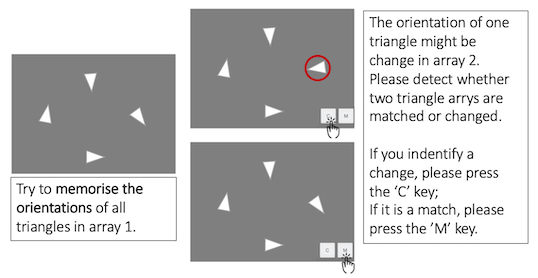 Try to memorise the
orientations of all
triangles in array 1.
C M
C M
The orientation of one
triangle might be
change in array 2.
Please detect whether
two triangle arrys are
matched or changed.
If you indentify a
change, please press
the ‘C’ key;
If it is a match, please
press the ’M’ key.